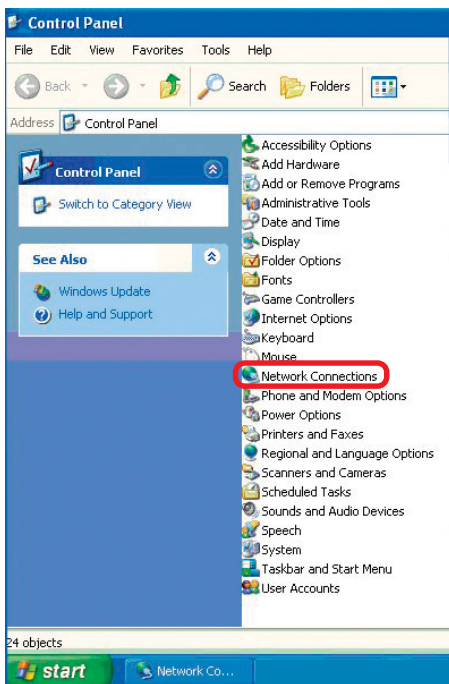 Control Panel
File Edit View Favorites Tools Help
Back Search Folders
Address Control Panel
Control Panel
Switch to Category View
See Also
Windows Update
Help and Support
Accessibility Options
Add Hardware
Add or Remove Programs
Administrative Tools
Date and Time
Display
Folder Options
Fonts
Game Controllers
Internet Options
Keyboard
Mouse
Network Connections
Phone and Modem Options
Power Options
Printers and Faxes
Regional and Language Options
Scanners and Cameras
Scheduled Tasks
Sounds and Audio Devices
Speech
System
Taskbar and Start Menu
User Accounts
24 objects
start Network Co...